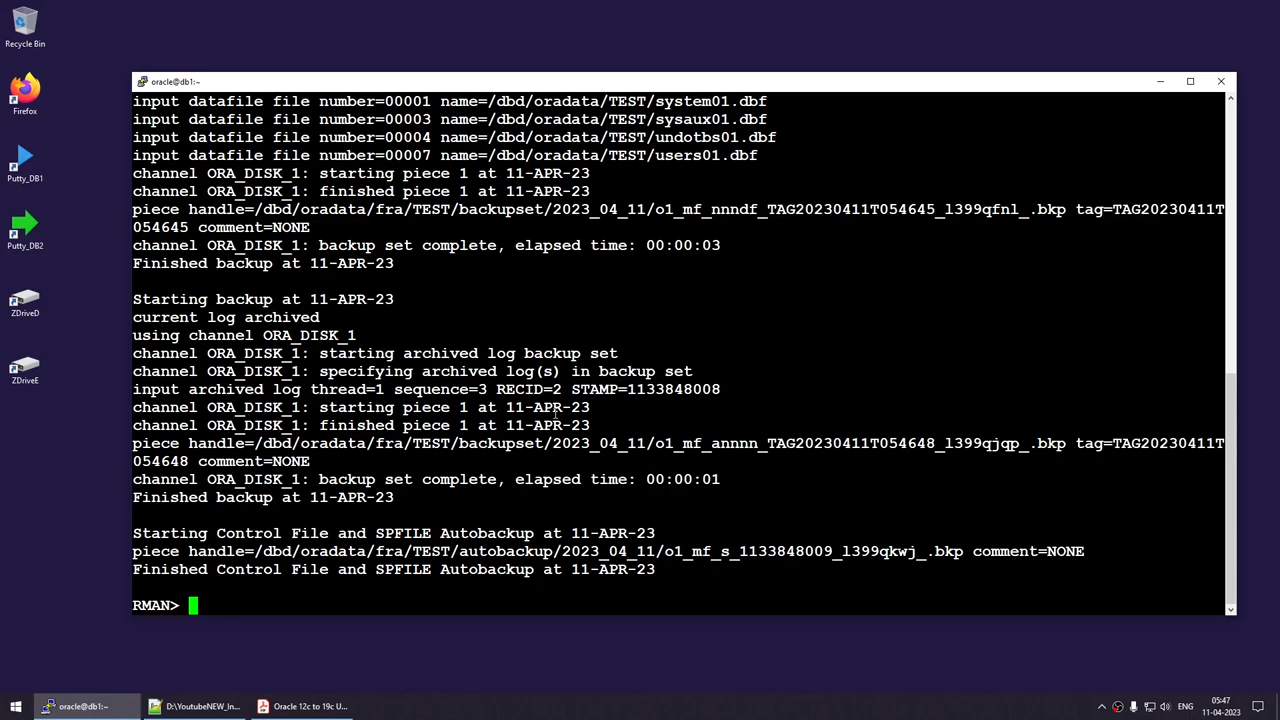 Recycle Bin
Firefox
Putty_DB1
Putty_DB2
ZDriveD
ZDriveE
oracle@db1:~
input datafile file number=00001 name=/dbd/oradata/TEST/system01.dbf
input datafile file number=00003 name=/dbd/oradata/TEST/sysaux01.dbf
input datafile file number=00004 name=/dbd/oradata/TEST/undotbs01.dbf
input datafile file number=00007 name=/dbd/oradata/TEST/users01.dbf
channel ORA_DISK_1: starting piece 1 at 11-APR-23
channel ORA_DISK_1: finished piece 1 at 11-APR-23
piece handle=/dbd/oradata/fra/TEST/backupset/2023_04_11/o1_mf_nnndf_TAG20230411T054645_l399qfnl_.bkp tag=TAG20230411T
054645 comment=NONE
channel ORA_DISK_1: backup set complete, elapsed time: 00:00:03
Finished backup at 11-APR-23
Starting backup at 11-APR-23
current log archived
using channel ORA_DISK_1
channel ORA_DISK_1: starting archived log backup set
channel ORA_DISK_1: specifying archived log(s) in backup set
input archived log thread=1 sequence=3 RECID=2 STAMP=1133848008
channel ORA_DISK_1: starting piece 1 at 11-APR-23
channel ORA_DISK_1: finished piece 1 at 11-APR-23
piece handle=/dbd/oradata/fra/TEST/backupset/2023_04_11/o1_mf_annnn_TAG20230411T054648_l399qjqp_.bkp tag=TAG20230411T
054648 comment=NONE
channel ORA_DISK_1: backup set complete, elapsed time: 00:00:01
Finished backup at 11-APR-23
Starting Control File and SPFILE Autobackup at 11-APR-23
piece handle=/dbd/oradata/fra/TEST/autobackup/2023_04_11/o1_mf_s_1133848009_l399qkwj_.bkp comment=NONE
Finished Control File and SPFILE Autobackup at 11-APR-23
RMAN>
oracle@db1:~
D:\YoutubeNEW_In...
Oracle 12c to 19c U...
ENG
05:47
11-04-2023